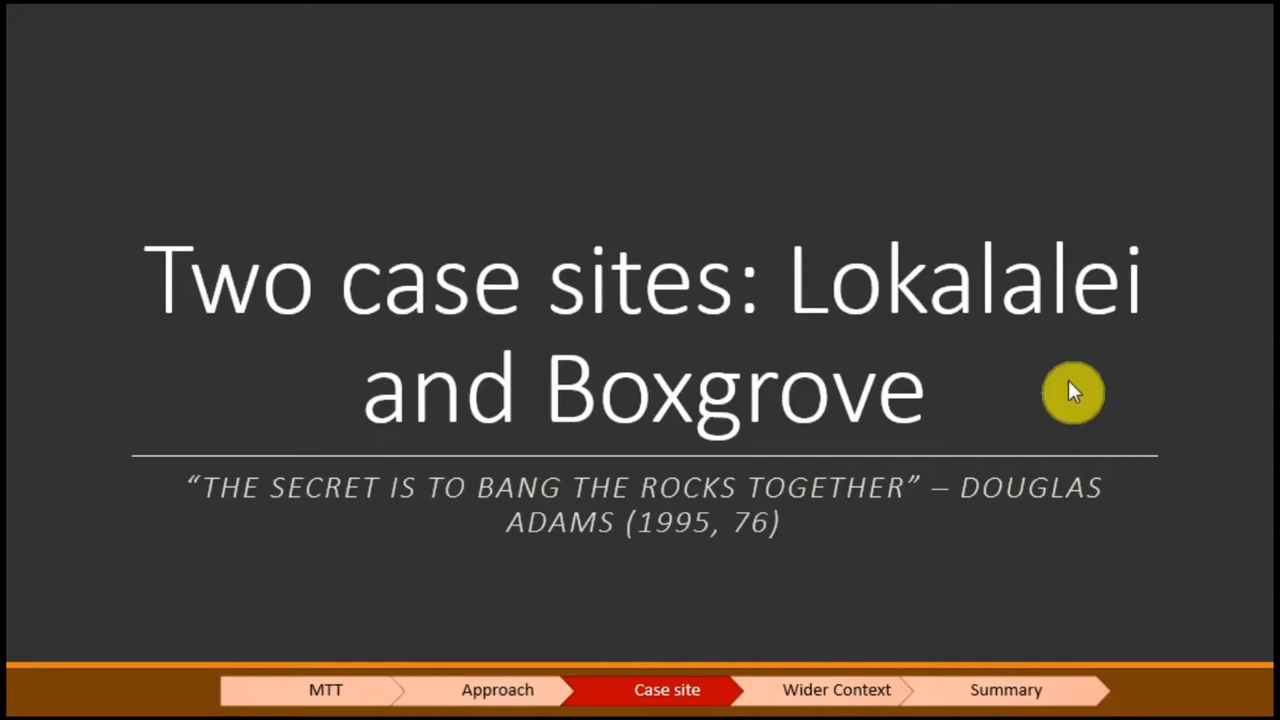 Two case sites: Lokalalei
and Boxgrove
“THE SECRET IS TO BANG THE ROCKS TOGETHER” – DOUGLAS
ADAMS (1995, 76)
MTT
Approach
Case site
Wider Context
Summary